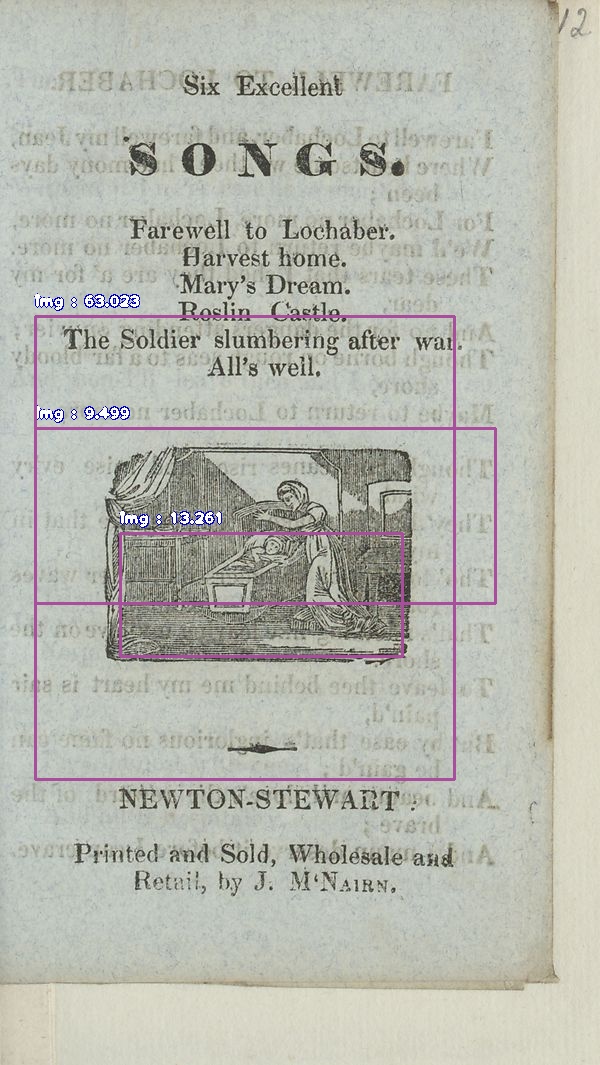 12
Six Excellent
SONGS.
Farewell to Lochaber.
Harvest home.
Mary's Dream.
img : 63.023
Roslin Castle.
The Soldier slumbering after war.
All's well.
img : 9.499
img : 13.261
NEWTON-STEWART:
Printed and Sold, Wholesale and
Retail, by J. M'NAIRN.